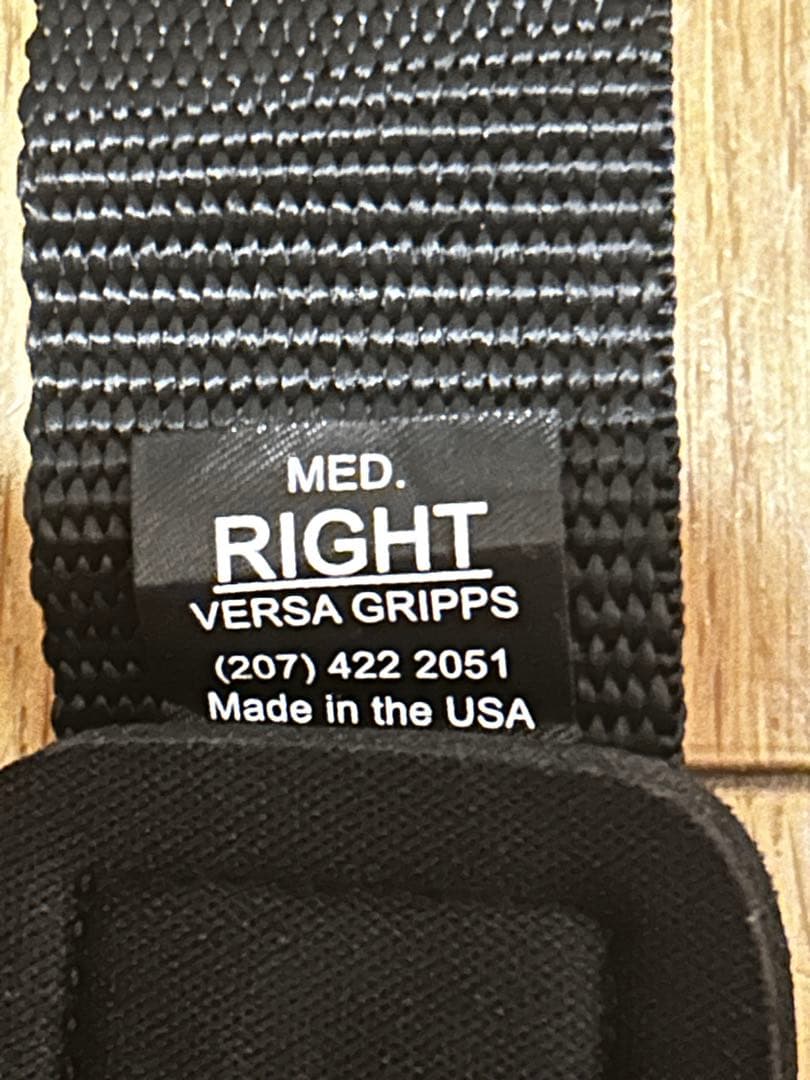 MED.
RIGHT
VERSA GRIPPS
(207) 422 2051
Made in the USA